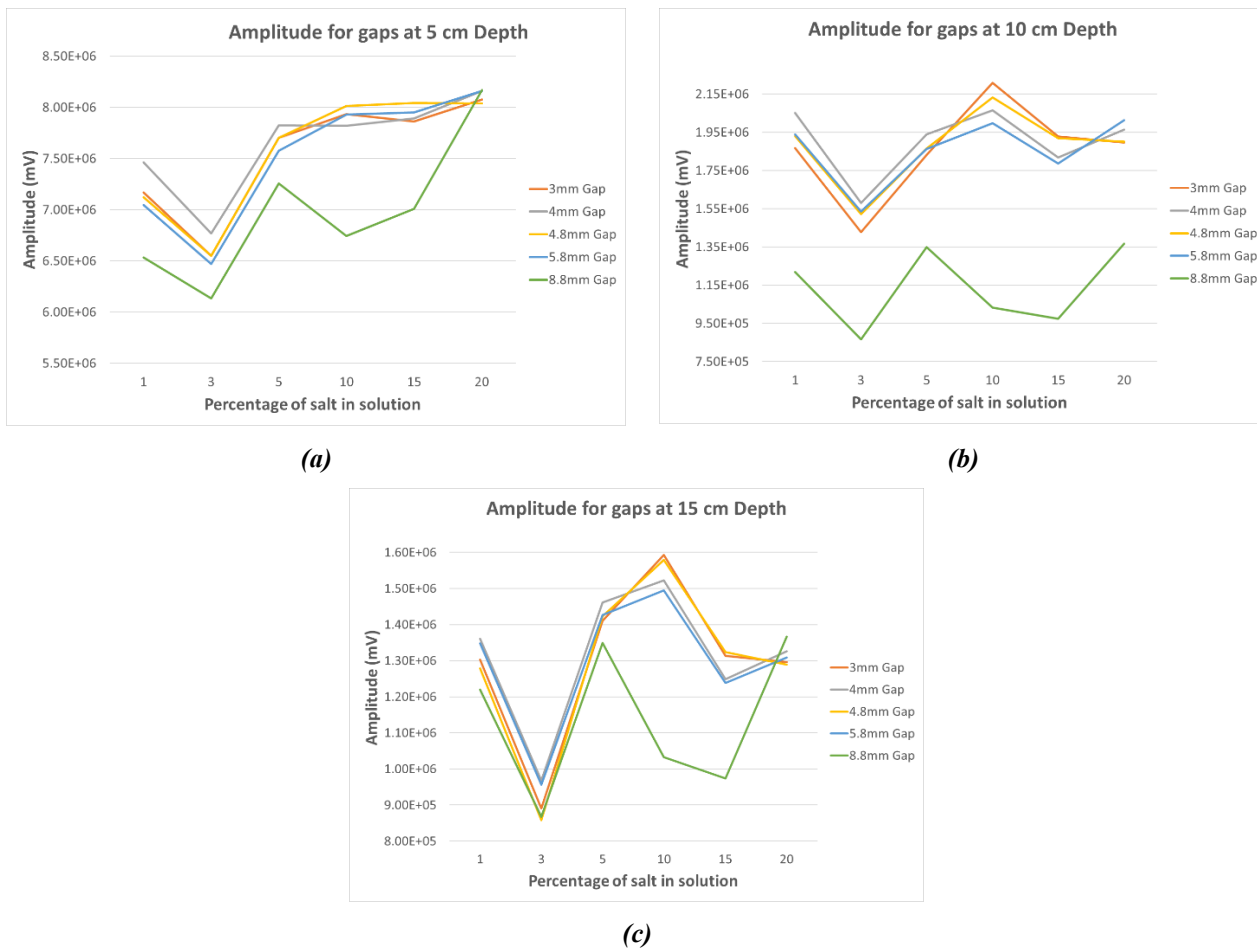 Amplitude for gaps at 5 cm Depth
8.50E+06
8.00E+06
7.50E+06
7.00E+06
6.50E+06
6.00E+06
5.50E+06
Amplitude (mV)
1 3 5 10 15 20
Percentage of salt in solution
3mm Gap
4mm Gap
4.8mm Gap
5.8mm Gap
8.8mm Gap
(a)
Amplitude for gaps at 10 cm Depth
2.15E+06
1.95E+06
1.75E+06
1.55E+06
1.35E+06
1.15E+06
9.50E+05
7.50E+05
Amplitude (mV)
1 3 5 10 15 20
Percentage of salt in solution
3mm Gap
4mm Gap
4.8mm Gap
5.8mm Gap
8.8mm Gap
(b)
Amplitude for gaps at 15 cm Depth
1.60E+06
1.50E+06
1.40E+06
1.30E+06
1.20E+06
1.10E+06
1.00E+06
9.00E+05
8.00E+05
Amplitude (mV)
1 3 5 10 15 20
Percentage of salt in solution
3mm Gap
4mm Gap
4.8mm Gap
5.8mm Gap
8.8mm Gap
(c)